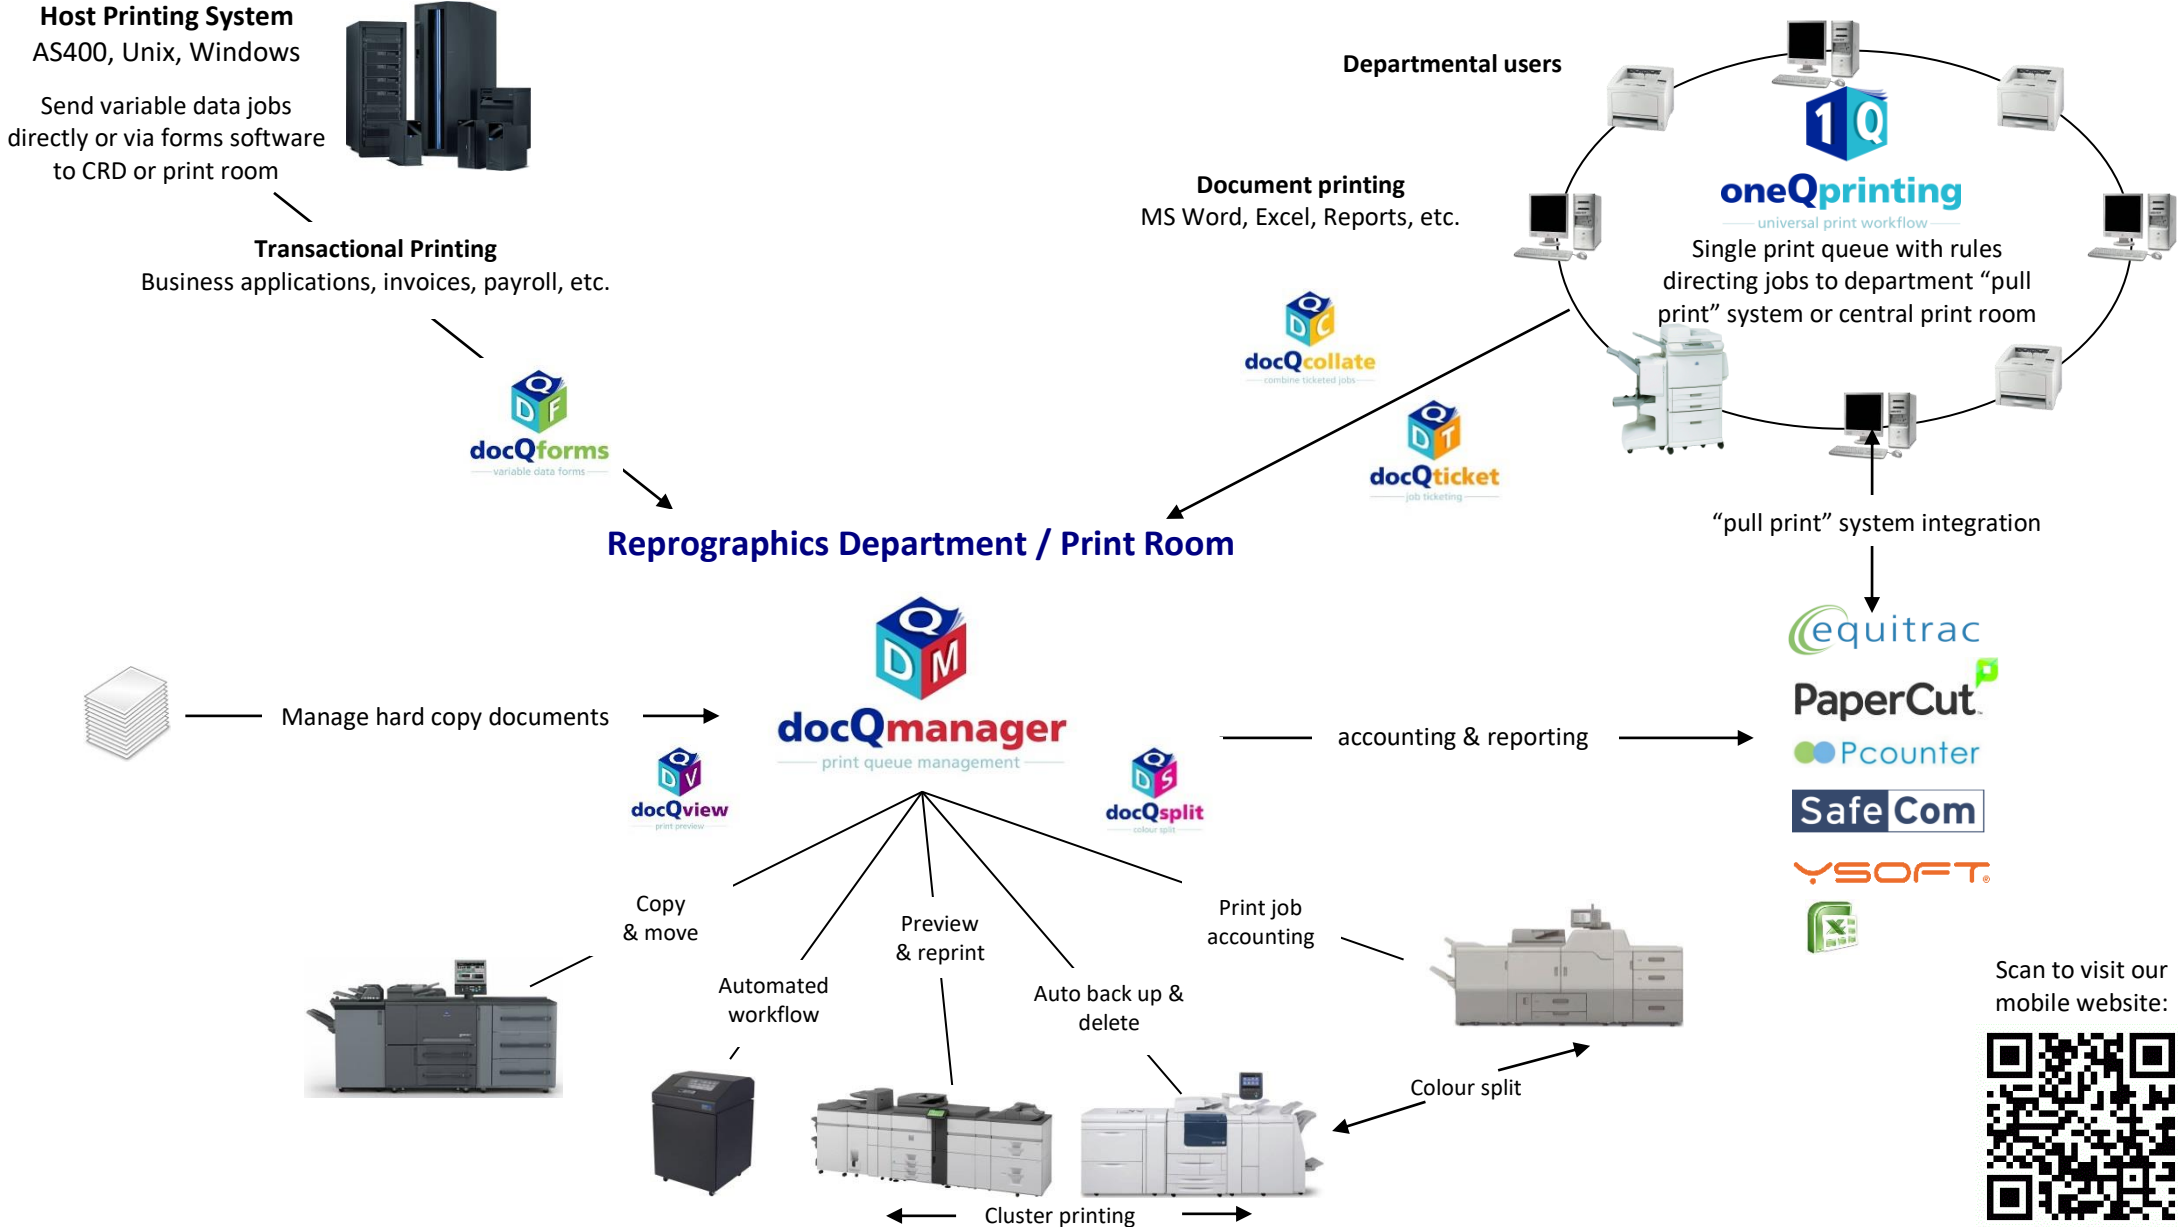 Host Printing System
AS400, Unix, Windows
Send variable data jobs
directly or via forms software
to CRD or print room
Transactional Printing
Business applications, invoices, payroll, etc.
Q
D F
docQforms
variable data forms
Departmental users
Document printing
MS Word, Excel, Reports, etc.
1 Q
oneQprinting
universal print workflow
Single print queue with rules
directing jobs to department “pull
print” system or central print room
Q
D C
docQcollate
combine ticketed jobs
Q
D T
docQticket
job ticketing
“pull print” system integration
Reprographics Department / Print Room
Q
D M
docQmanager
print queue management
Manage hard copy documents
Q
D V
docQview
print preview
Q
D S
docQsplit
colour split
accounting & reporting
equitrac
PaperCut
Pcounter
SafeCom
YSOFT
X
Copy
& move
Automated
workflow
Preview
& reprint
Auto back up &
delete
Print job
accounting
Colour split
Cluster printing
Scan to visit our
mobile website: